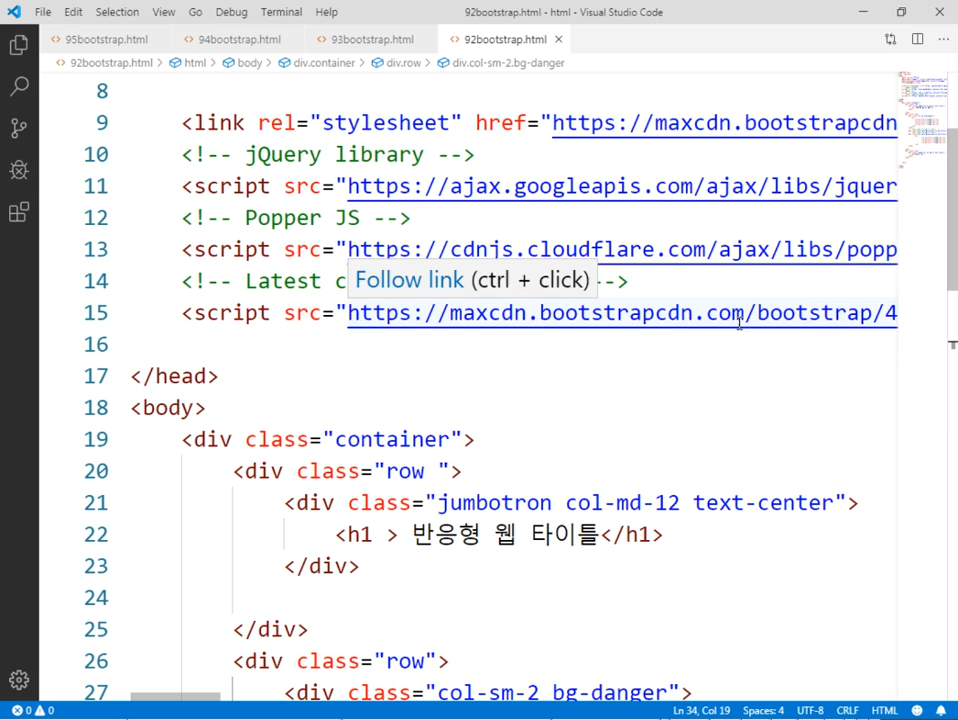 File Edit Selection View Go Debug Terminal Help 92bootstrap.html - html - Visual Studio Code
95bootstrap.html 94bootstrap.html 93bootstrap.html 92bootstrap.html
92bootstrap.html > html > body > div.container > div.row > div.col-sm-2.bg-danger
8
9 <link rel="stylesheet" href="https://maxcdn.bootstrapcdn
10 <!-- jQuery library -->
11 <script src="https://ajax.googleapis.com/ajax/libs/jquer
12 <!-- Popper JS -->
13 <script src="https://cdnjs.cloudflare.com/ajax/libs/popp
Follow link (ctrl + click)
14 <!-- Latest c -->
15 <script src="https://maxcdn.bootstrapcdn.com/bootstrap/4
16
17 </head>
18 <body>
19 <div class="container">
20 <div class="row ">
21 <div class="jumbotron col-md-12 text-center">
22 <h1 > 반응형 웹 타이틀</h1>
23 </div>
24
25 </div>
26 <div class="row">
27 <div class="col-sm-2 bg-danger">
0 0 Ln 34, Col 19 Spaces: 4 UTF-8 CRLF HTML